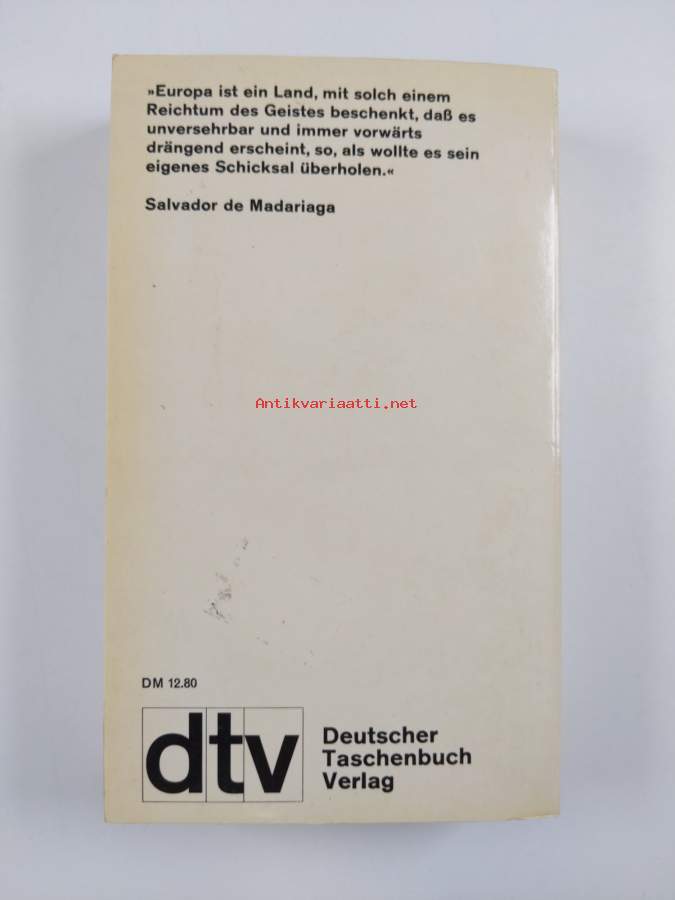 »Europa ist ein Land, mit solch einem
Reichtum des Geistes beschenkt, daß es
unversehrbar und immer vorwärts
drängend erscheint, so, als wollte es sein
eigenes Schicksal überholen.«
Salvador de Madariaga
Antikvariaatti.net
DM 12.80
dtv
Deutscher
Taschenbuch
Verlag